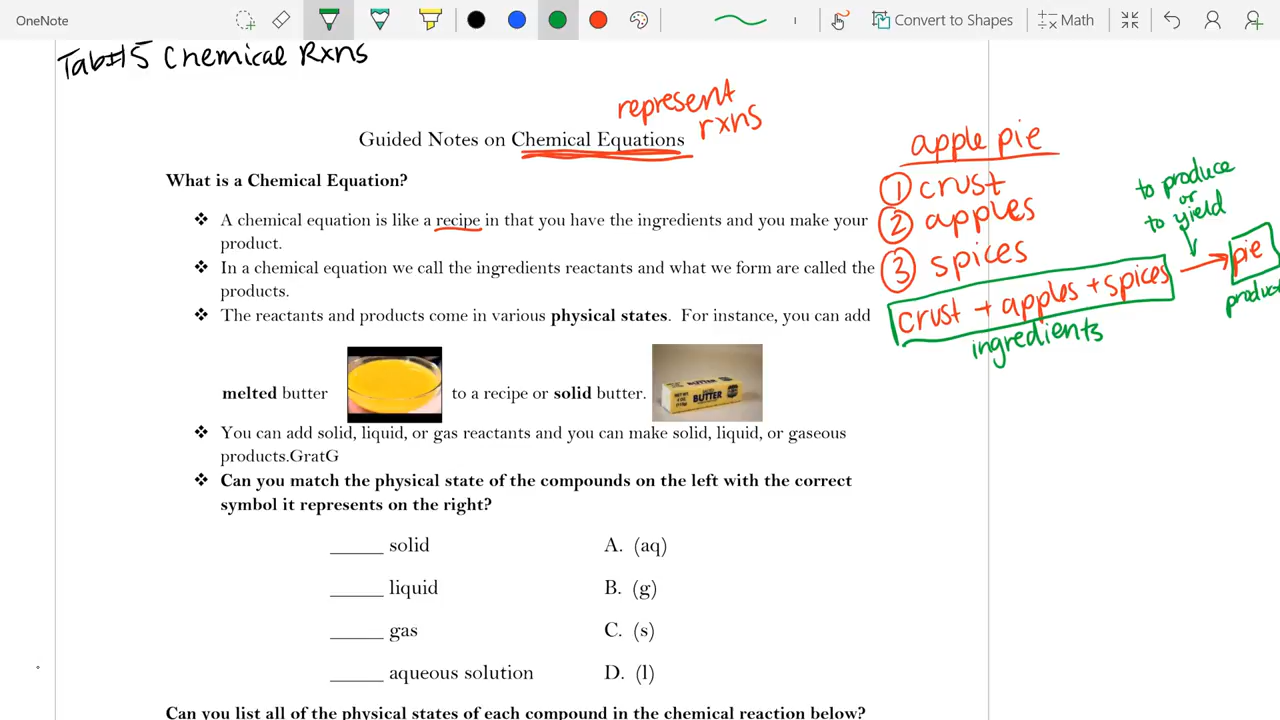 OneNote
Convert to Shapes
Math
Tab#15 Chemical Rxns
represent
rxns
Guided Notes on Chemical Equations
What is a Chemical Equation?
❖ A chemical equation is like a recipe in that you have the ingredients and you make your
product.
❖ In a chemical equation we call the ingredients reactants and what we form are called the
products.
❖ The reactants and products come in various physical states. For instance, you can add
melted butter to a recipe or solid butter.
BUTTER
❖ You can add solid, liquid, or gas reactants and you can make solid, liquid, or gaseous
products.GratG
❖ Can you match the physical state of the compounds on the left with the correct
symbol it represents on the right?
_____ solid A. (aq)
_____ liquid B. (g)
_____ gas C. (s)
_____ aqueous solution D. (l)
Can you list all of the physical states of each compound in the chemical reaction below?
apple pie
① crust
② apples
③ spices
to produce
or
to yield
crust + apples + spices → pie
ingredients
product